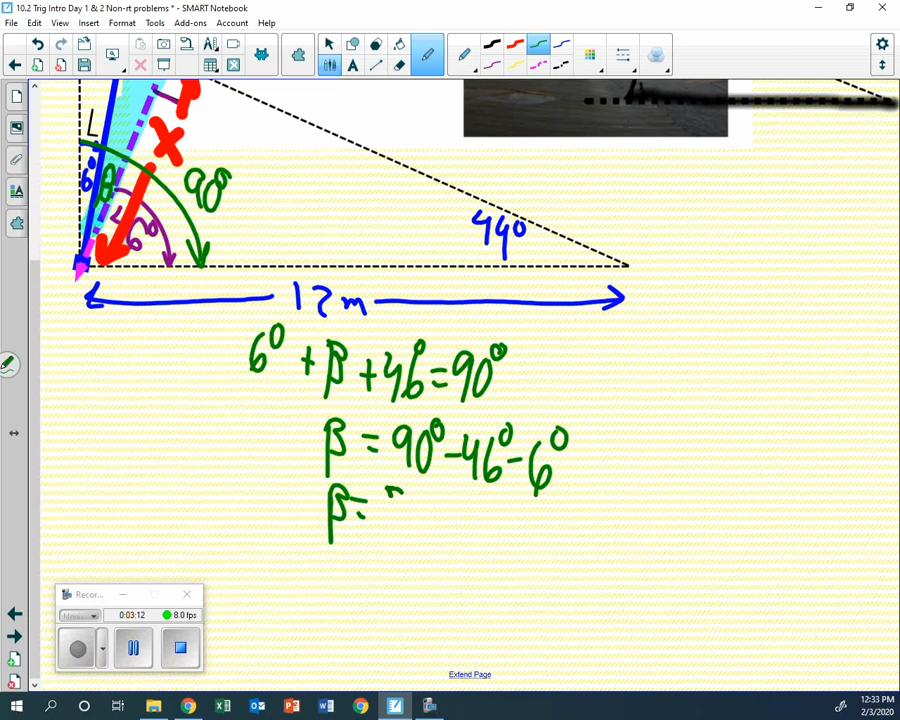 10.2 Trig Intro Day 1 & 2 Non-rt problems * - SMART Notebook
File Edit View Insert Format Tools Add-ons Account Help
L
6°
β
X
90°
46°
44°
12 m
6° + β + 46° = 90°
β = 90° - 46° - 6°
β =
Recor...
Menu
0:03:12
8.0 fps
Extend Page
12:33 PM
2/3/2020